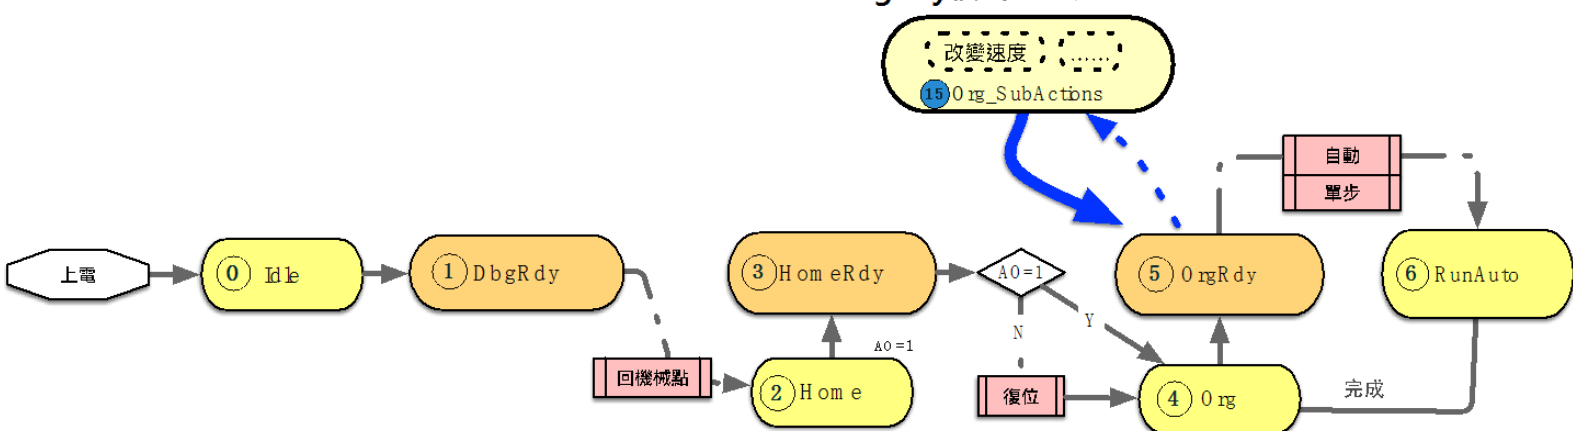 改變速度 ......
15 Org_SubActions
自動
單步
上電
0 Idle
1 DbgRdy
3 HomeRdy
A0=1
5 OrgRdy
6 RunAuto
N
Y
A0=1
回機械點
2 Home
復位
4 Org
完成